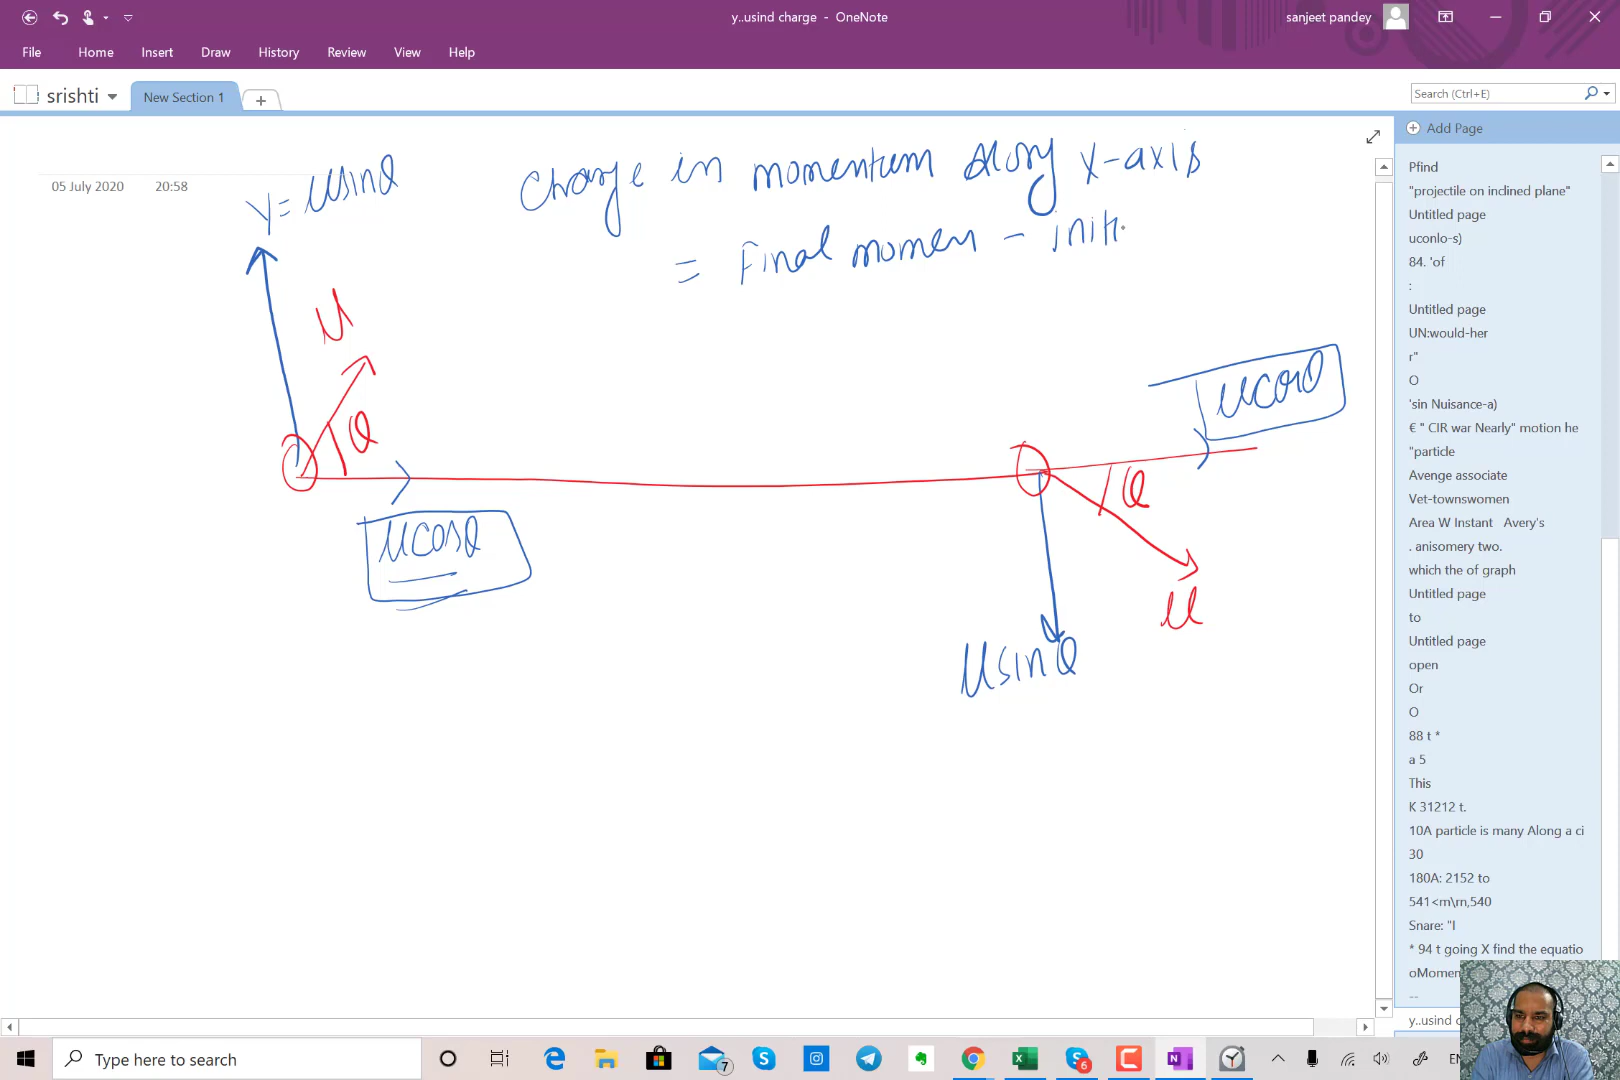 y..usind charge - OneNote
sanjeet pandey
File Home Insert Draw History Review View Help
srishti
New Section 1
+
Search (Ctrl+E)
Add Page
05 July 2020 20:58
y = usinθ
Change in momentum along x-axis
= Final momen - init
u
θ
ucosθ
ucosθ
θ
u
usinθ
Pfind
"projectile on inclined plane"
Untitled page
uconlo-s)
84. 'of
:
Untitled page
UN:would-her
r"
O
'sin Nuisance-a)
€ " CIR war Nearly" motion he
"particle
Avenge associate
Vet-townswomen
Area W Instant Avery's
. anisomery two.
which the of graph
Untitled page
to
Untitled page
open
Or
O
88 t *
a 5
This
K 31212 t.
10A particle is many Along a ci
30
180A: 2152 to
541<m\rn,540
Snare: "I
* 94 t going X find the equatio
oMomen
--
y..usind c
Type here to search
7
6
EN